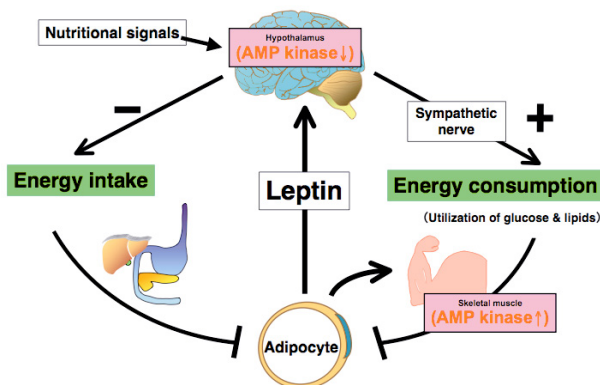 Nutritional signals
Hypothalamus
(AMP kinase↓)
−
Sympathetic
nerve
+
Energy intake
Leptin
Energy consumption
(Utilization of glucose & lipids)
Skeletal muscle
(AMP kinase↑)
Adipocyte